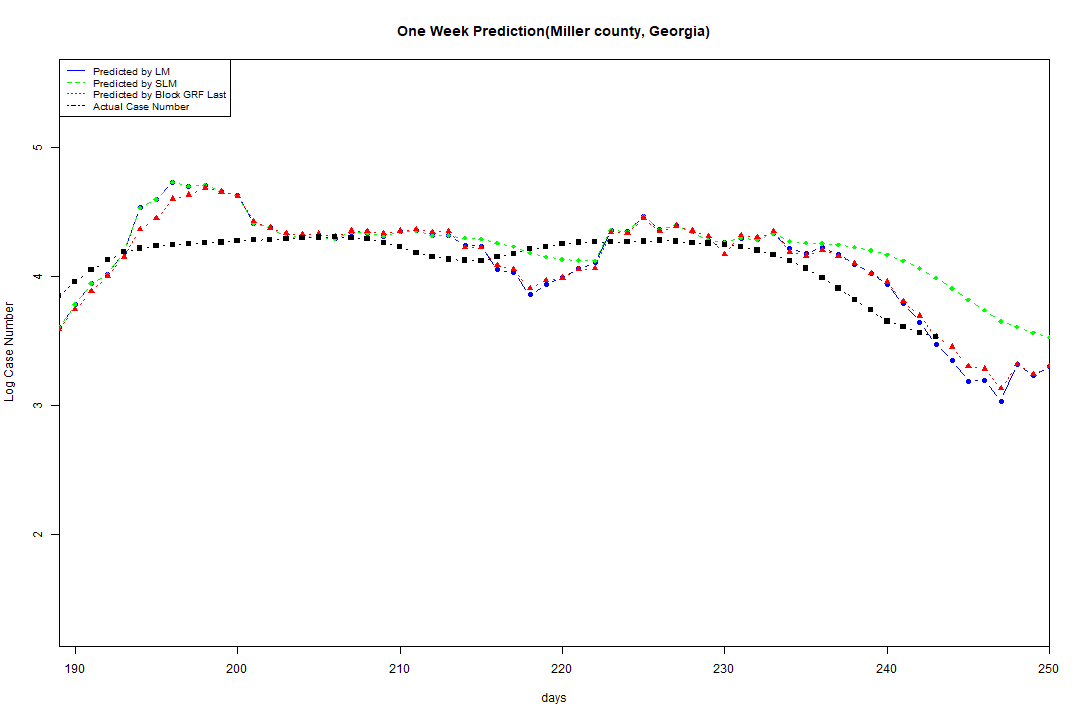 One Week Prediction(Miller county, Georgia)
Predicted by LM
Predicted by SLM
Predicted by Block GRF Last
Actual Case Number
5
4
3
2
Log Case Number
190 200 210 220 230 240 250
days